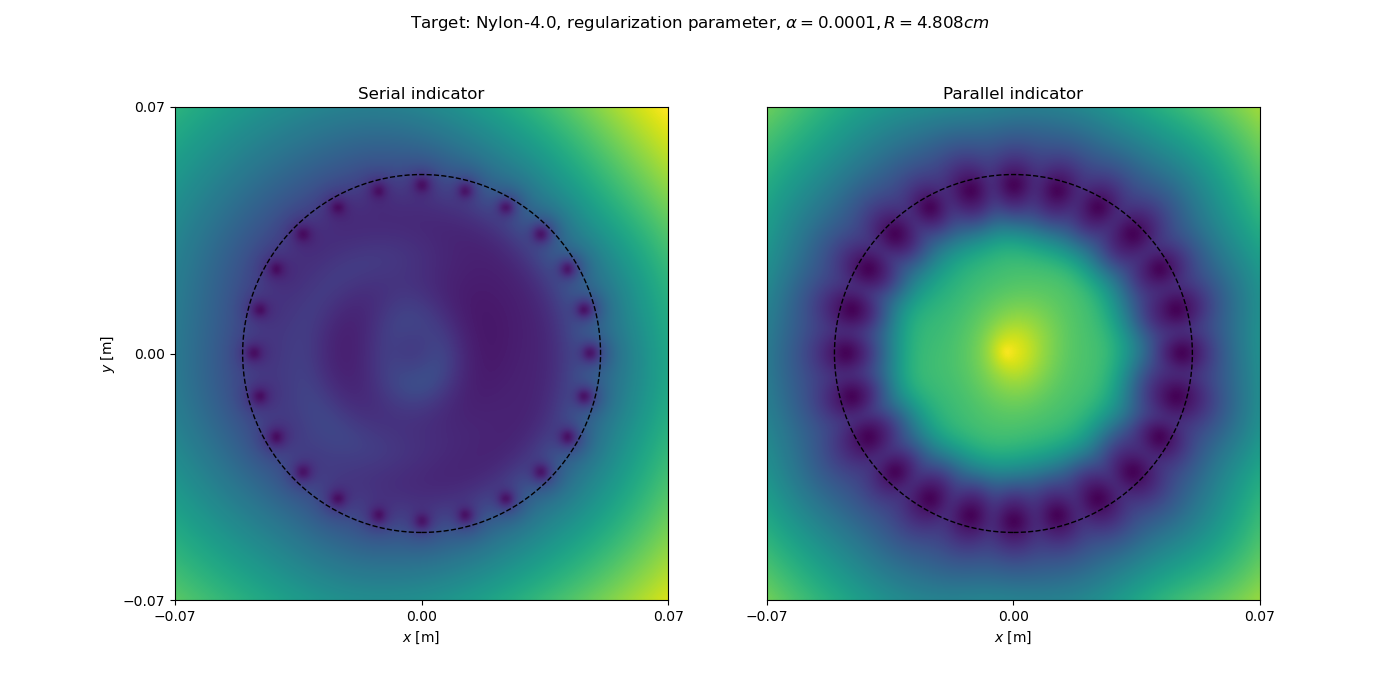 Target: Nylon-4.0, regularization parameter, α = 0.0001, R = 4.808cm
Serial indicator
Parallel indicator
0.07
0.00
−0.07
y [m]
−0.07 0.00 0.07
−0.07 0.00 0.07
x [m]
x [m]